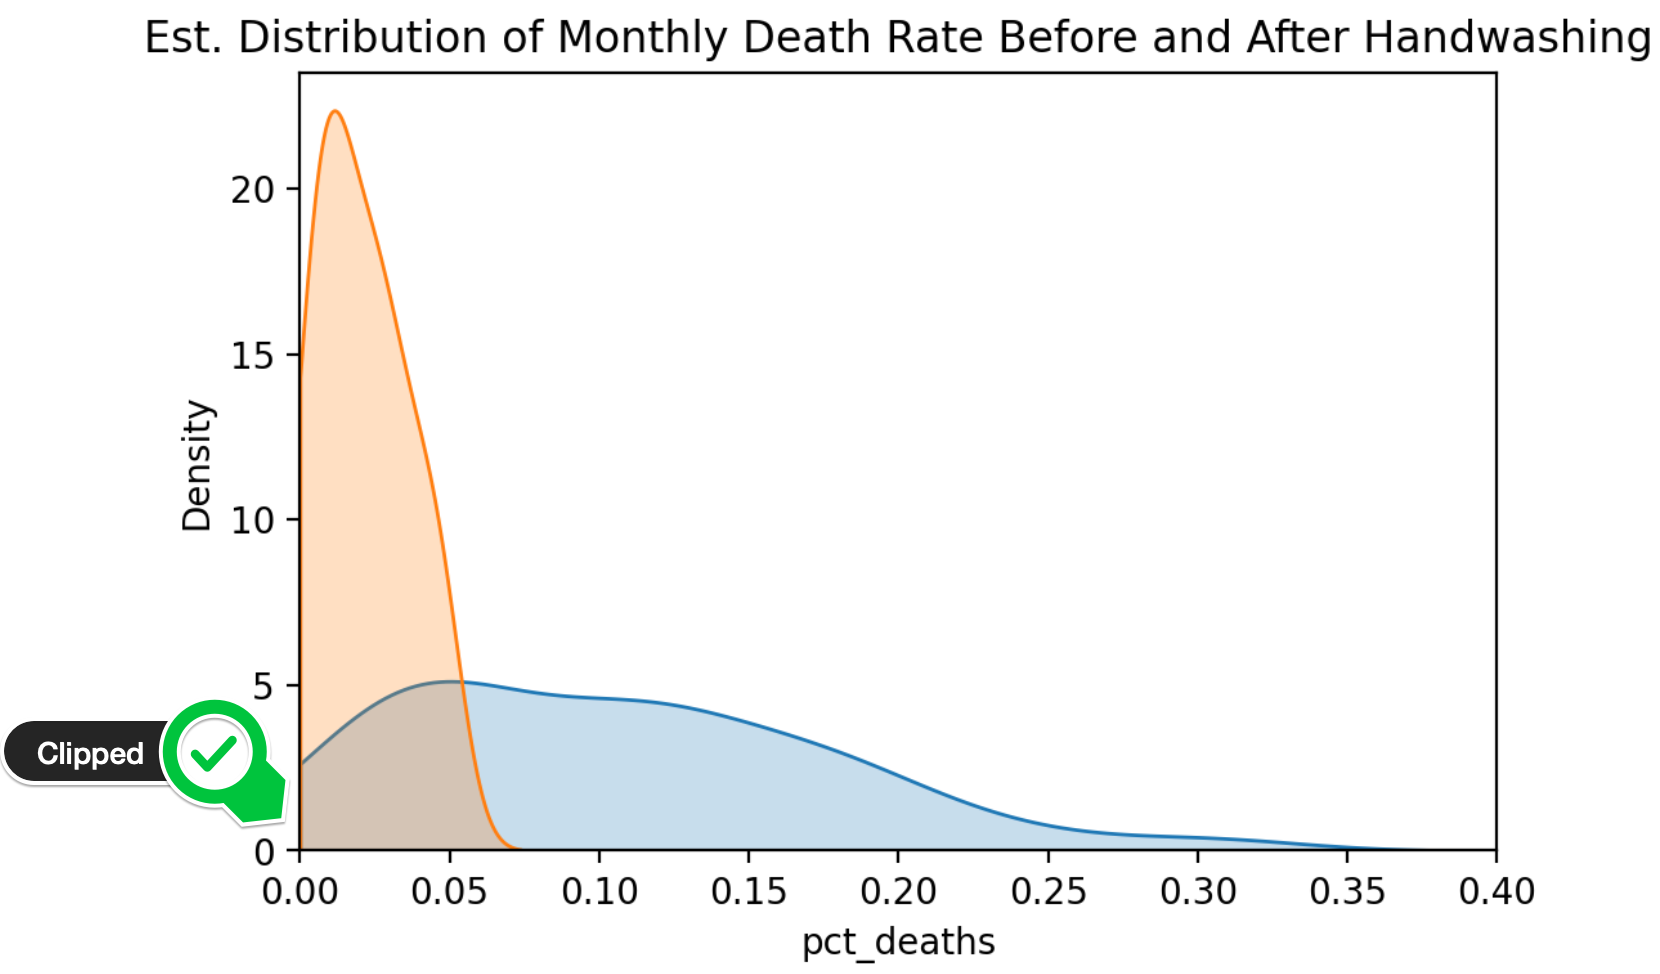 Est. Distribution of Monthly Death Rate Before and After Handwashing
20
15
10
5
0
Density
Clipped
0.00 0.05 0.10 0.15 0.20 0.25 0.30 0.35 0.40
pct_deaths